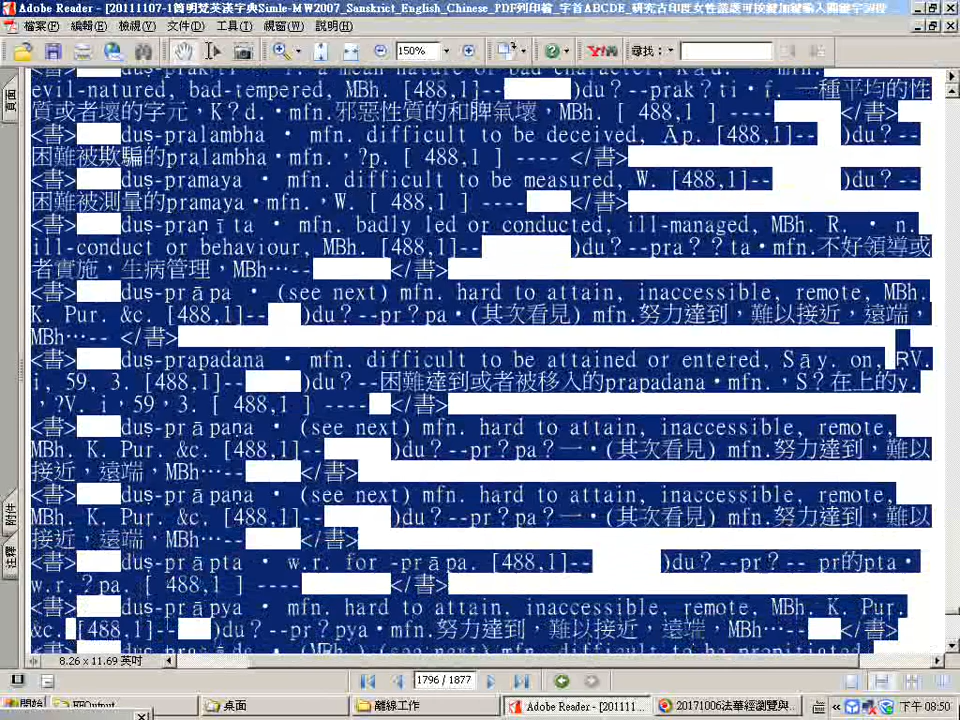 Adobe Reader - [20111107-1簡明梵英漢字典Simle-MW2007_Sanskrit_English_Chinese_PDF列印檔_字首ABCDE_研究古印度女性議題可按
檔案(F) 編輯(E) 檢視(V) 文件(D) 工具(T) 視窗(W) 說明(H)
150% 尋找：
頁面
附件
註釋
evil-natured, bad-tempered, MBh. [488,1]-- )du？--prak？ti‧f. 一種平均的性
質或者壞的字元，K？d.‧mfn.邪惡性質的和脾氣壞，MBh. [ 488,1 ] ---- </書>
<書> duṣ-pralambha ‧ mfn. difficult to be deceived, Āp. [488,1]-- )du？--
困難被欺騙的pralambha‧mfn.，?p. [ 488,1 ] ---- </書>
<書> duṣ-pramaya ‧ mfn. difficult to be measured, W. [488,1]-- )du？--
困難被測量的pramaya‧mfn.，W. [ 488,1 ] ---- </書>
<書> duṣ-praṇīta ‧ mfn. badly led or conducted, ill-managed, MBh. R. ‧ n.
ill-conduct or behaviour, MBh. [488,1]-- )du？--pra？？ta‧mfn.不好領導或
者實施，生病管理，MBh…-- </書>
<書> duṣ-prāpa ‧ (see next) mfn. hard to attain, inaccessible, remote, MBh.
K. Pur. &c. [488,1]-- )du？--pr？pa‧(其次看見) mfn.努力達到，難以接近，遠端，
MBh…-- </書>
<書> duṣ-prapadana ‧ mfn. difficult to be attained or entered, Sāy. on, ṚV.
i, 59, 3. [488,1]-- )du？--困難達到或者被移入的prapadana‧mfn.，S？在上的y.
，?V. i，59，3. [ 488,1 ] ---- </書>
<書> duṣ-prāpaṇa ‧ (see next) mfn. hard to attain, inaccessible, remote,
MBh. K. Pur. &c. [488,1]-- )du？--pr？pa？一‧(其次看見) mfn.努力達到，難以
接近，遠端，MBh…-- </書>
<書> duṣ-prāpaṇa ‧ (see next) mfn. hard to attain, inaccessible, remote,
MBh. K. Pur. &c. [488,1]-- )du？--pr？pa？一‧(其次看見) mfn.努力達到，難以
接近，遠端，MBh…-- </書>
<書> duṣ-prāpta ‧ w.r. for -prāpa. [488,1]-- )du？--pr？-- pr的pta‧
w.r.？pa. [ 488,1 ] ---- </書>
<書> duṣ-prāpya ‧ mfn. hard to attain, inaccessible, remote, MBh. K. Pur.
&c. [488,1]-- )du？--pr？pya‧mfn.努力達到，難以接近，遠端，MBh…-- </書>
8.26 x 11.69 英吋
1796 / 1877
開始 桌面 離線工作 Adobe Reader - [201111... 20171006法華經瀏覽與... 下午 08:50